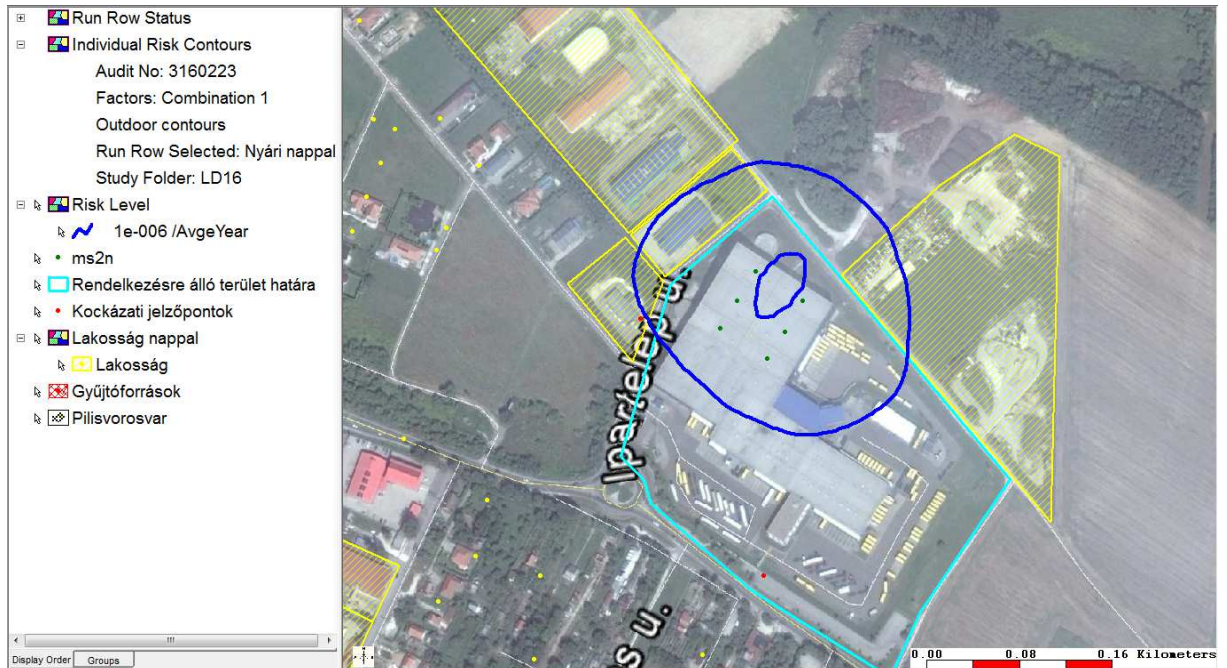 Run Row Status
Individual Risk Contours
Audit No: 3160223
Factors: Combination 1
Outdoor contours
Run Row Selected: Nyári nappal
Study Folder: LD16
Risk Level
1e-006 /AvgeYear
ms2n
Rendelkezésre álló terület határa
Kockázati jelzőpontok
Lakosság nappal
Lakosság
Gyűjtőforrások
Pilisvorosvar
Display Order
Groups
Ipartelep u.
s u.
0.00 0.08 0.16 Kilometers